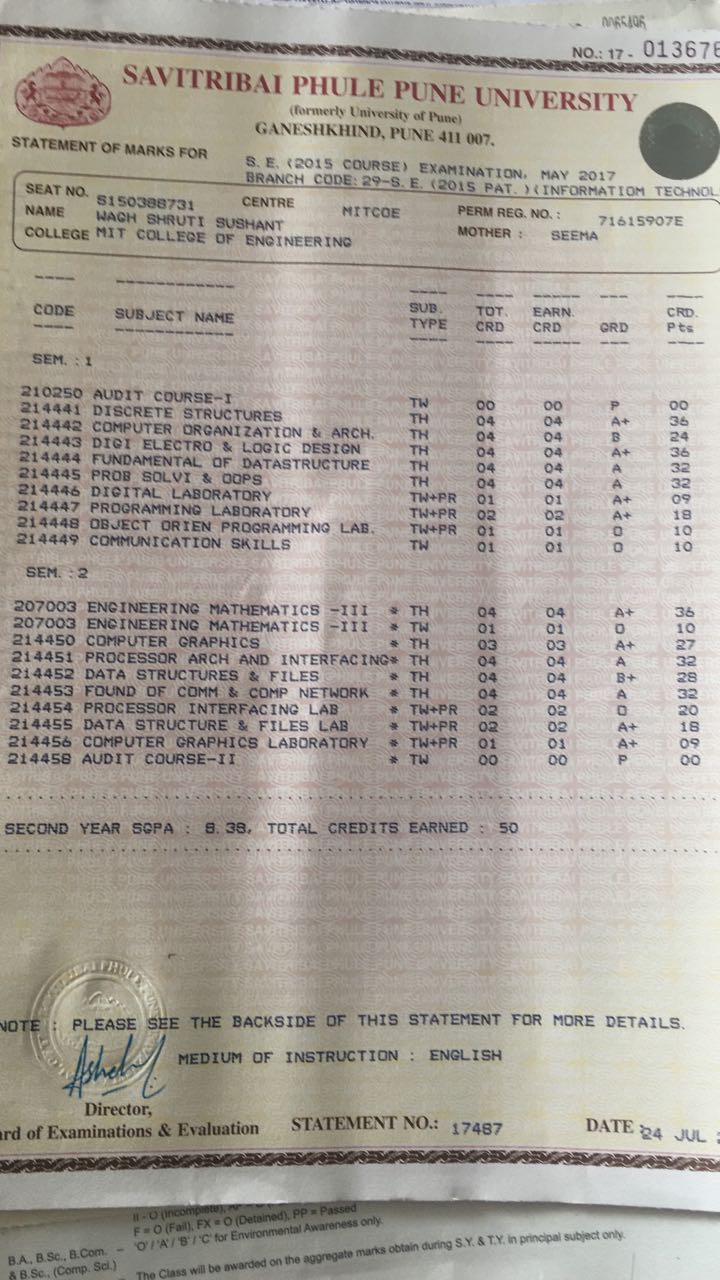 0065496
NO.: 17 - 013676
SAVITRIBAI PHULE PUNE UNIVERSITY
(formerly University of Pune)
GANESHKHIND, PUNE 411 007.
STATEMENT OF MARKS FOR
S.E.(2015 COURSE) EXAMINATION, MAY 2017
BRANCH CODE: 29-S.E.(2015 PAT.)(INFORMATIOM TECHNOL
SEAT NO. S150388731 CENTRE MITCOE PERM REG. NO. : 71615907E
NAME WAGH SHRUTI SUSHANT MOTHER : SEEMA
COLLEGE MIT COLLEGE OF ENGINEERING
CODE SUBJECT NAME SUB. TYPE TOT. CRD EARN. CRD GRD CRD. Pts
SEM. : 1
210250 AUDIT COURSE-I TW 00 00 P 00
214441 DISCRETE STRUCTURES TH 04 04 A+ 36
214442 COMPUTER ORGANIZATION & ARCH. TH 04 04 B 24
214443 DIGI ELECTRO & LOGIC DESIGN TH 04 04 A+ 36
214444 FUNDAMENTAL OF DATASTRUCTURE TH 04 04 A 32
214445 PROB SOLVI & OOPS TH 04 04 A 32
214446 DIGITAL LABORATORY TW+PR 01 01 A+ 09
214447 PROGRAMMING LABORATORY TW+PR 02 02 A+ 18
214448 OBJECT ORIEN PROGRAMMING LAB. TW+PR 01 01 O 10
214449 COMMUNICATION SKILLS TW 01 01 O 10
SEM. : 2
207003 ENGINEERING MATHEMATICS -III * TH 04 04 A+ 36
207003 ENGINEERING MATHEMATICS -III * TW 01 01 O 10
214450 COMPUTER GRAPHICS * TH 03 03 A+ 27
214451 PROCESSOR ARCH AND INTERFACING* TH 04 04 A 32
214452 DATA STRUCTURES & FILES * TH 04 04 B+ 28
214453 FOUND OF COMM & COMP NETWORK * TH 04 04 A 32
214454 PROCESSOR INTERFACING LAB * TW+PR 02 02 O 20
214455 DATA STRUCTURE & FILES LAB * TW+PR 02 02 A+ 18
214456 COMPUTER GRAPHICS LABORATORY * TW+PR 01 01 A+ 09
214458 AUDIT COURSE-II * TW 00 00 P 00
SECOND YEAR SGPA : 8.38, TOTAL CREDITS EARNED : 50
NOTE : PLEASE SEE THE BACKSIDE OF THIS STATEMENT FOR MORE DETAILS.
MEDIUM OF INSTRUCTION : ENGLISH
Director,
ard of Examinations & Evaluation STATEMENT NO.: 17487 DATE : 24 JUL
II - O (Incomplete),
F = O (Fail), FX = O (Detained), PP = Passed
'O' / 'A' / 'B' / 'C' for Environmental Awareness only.
B.A., B.Sc., B.Com. –
& B.Sc., (Comp. Sci.) The Class will be awarded on the aggregate marks obtain during S.Y. & T.Y. in principal subject only.